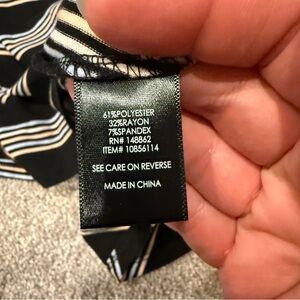 61%POLYESTER
32%RAYON
7%SPANDEX
RN# 148862
ITEM# 10856114
SEE CARE ON REVERSE
MADE IN CHINA